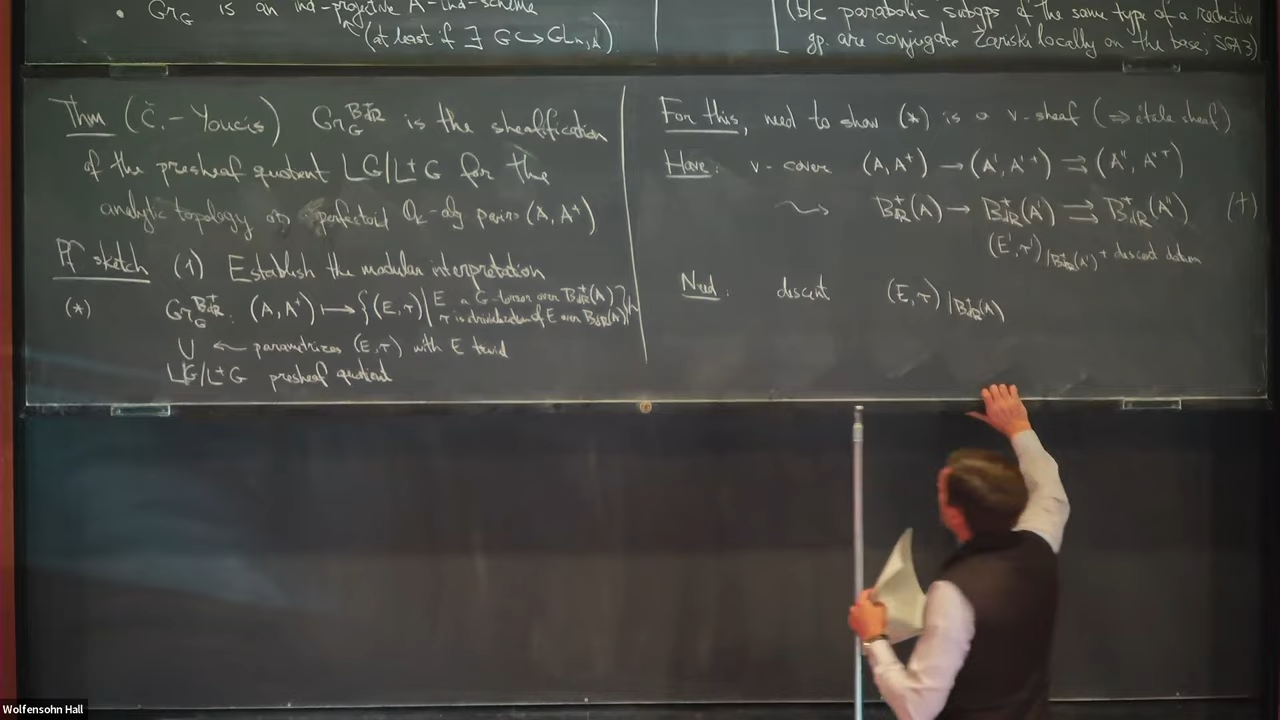 • Gr_G is an ind-projective A-ind-scheme
(at least if ∃ G ↪ GL_{n,A})
(b/c parabolic subgps of the same type of a reductive
gp. are conjugate Zariski locally on the base, SGA3)
Thm (Č.-Youcis) Gr_G^{B_dR^+} is the sheafification
of the presheaf quotient LG/L^+G for the
analytic topology on perfectoid O_K-alg pairs (A, A^+)
Pf sketch (1) Establish the modular interpretation
(*) Gr_G^{B_dR^+}: (A, A^+) ⟼ {(E, τ) | E a G-torsor over B_dR^+(A)
τ is trivialization of E over B_dR(A)}/~
∪ ← parametrizes (E, τ) with E trivial
LG/L^+G presheaf quotient
For this, need to show (*) is a v-sheaf (⇒ étale sheaf)
Have: v-cover (A, A^+) → (A', A'^+) ⇉ (A'', A''^+)
⇝ B_dR^+(A) → B_dR^+(A') ⇉ B_dR^+(A'') (†)
(E', τ')|_{B_dR^+(A')} + descent datum
Need: descent (E, τ)|_{B_dR^+(A)}
Wolfensohn Hall